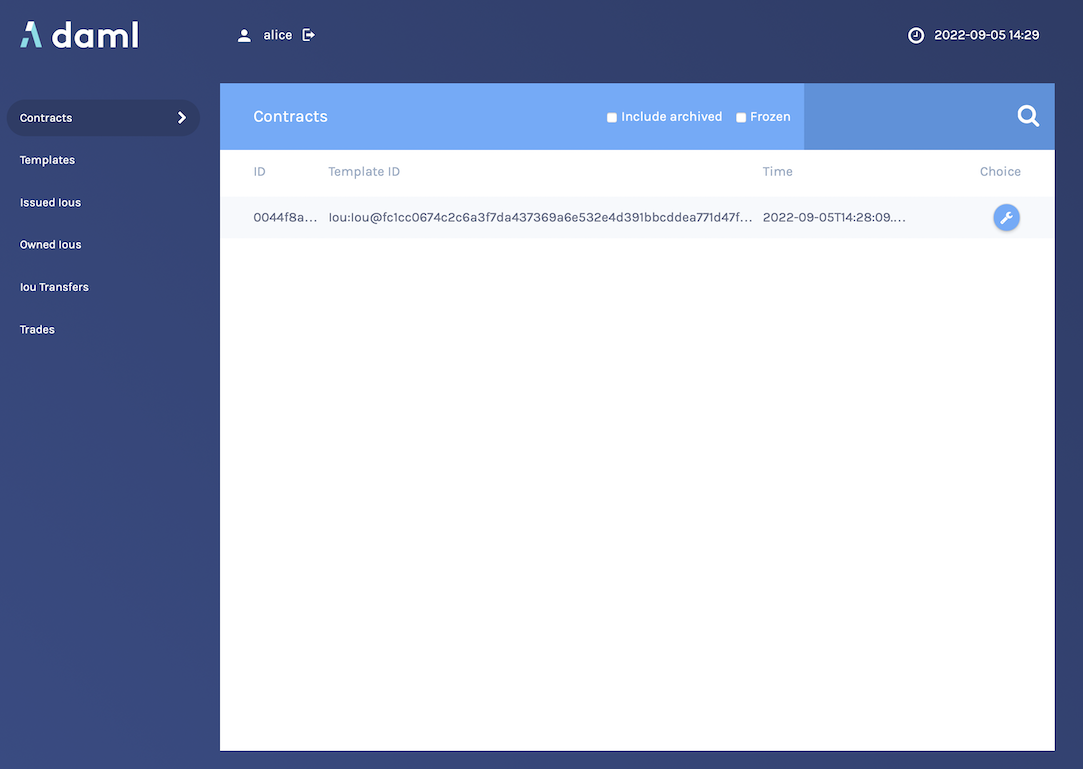 daml
alice
2022-09-05 14:29
Contracts
Templates
Issued Ious
Owned Ious
Iou Transfers
Trades
Contracts
Include archived
Frozen
ID Template ID Time Choice
0044f8a... Iou:Iou@fc1cc0674c2c6a3f7da437369a6e532e4d391bbcddea771d47f... 2022-09-05T14:28:09....